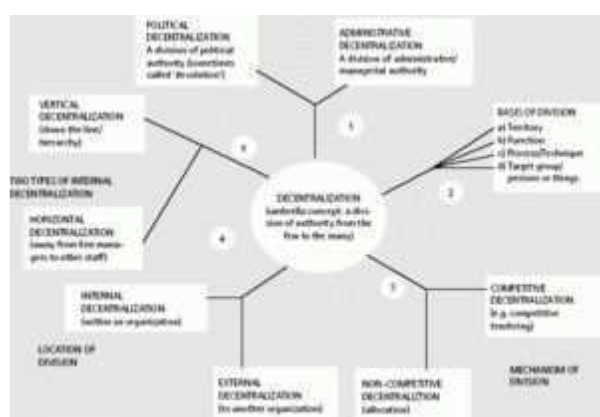 POLITICAL
DECENTRALIZATION
A division of political
authority (sometimes
called 'devolution')
ADMINISTRATIVE
DECENTRALIZATION
A division of administrative/
managerial authority
VERTICAL
DECENTRALIZATION
(down the line/
hierarchy)
1
BASIS OF DIVISION
a) Territory
b) Function
c) Process/Technique
d) Target group/
persons or things
TWO TYPES OF INTERNAL
DECENTRALIZATION
2
DECENTRALIZATION
(umbrella concept: a divi-
sion of authority from the
few to the many)
HORIZONTAL
DECENTRALIZATION
(away from line mana-
gers to other staff)
4
3
INTERNAL
DECENTRALIZATION
(within an organization)
COMPETITIVE
DECENTRALIZATION
(e.g. competitive
tendering)
LOCATION OF
DIVISION
EXTERNAL
DECENTRALIZATION
(to another organization)
NON-COMPETITIVE
DECENTRALIZTION
(allocation)
MECHANISM OF
DIVISION